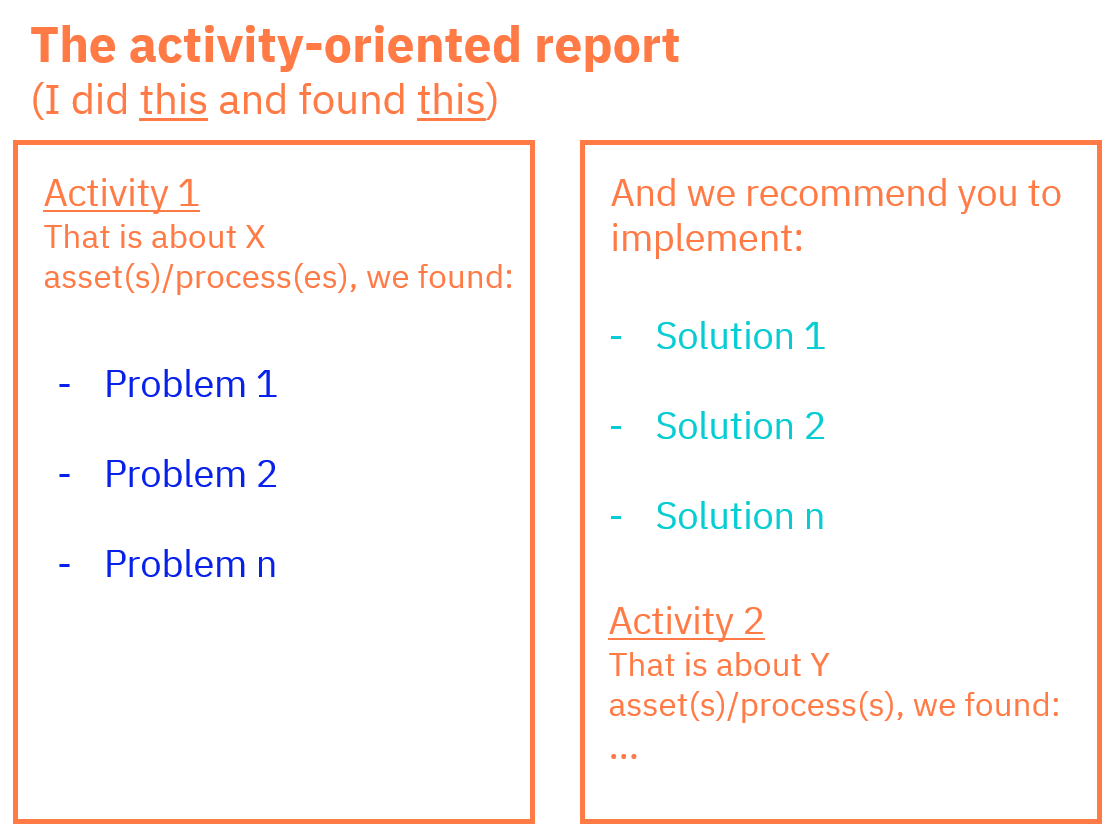 The activity-oriented report
(I did this and found this)
Activity 1
That is about X
asset(s)/process(es), we found:
- Problem 1
- Problem 2
- Problem n
And we recommend you to
implement:
- Solution 1
- Solution 2
- Solution n
Activity 2
That is about Y
asset(s)/process(s), we found:
...